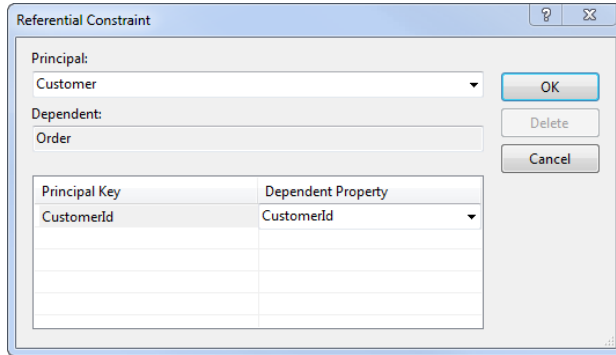 Referential Constraint
Principal:
Customer
OK
Dependent:
Delete
Order
Cancel
Principal Key Dependent Property
CustomerId CustomerId